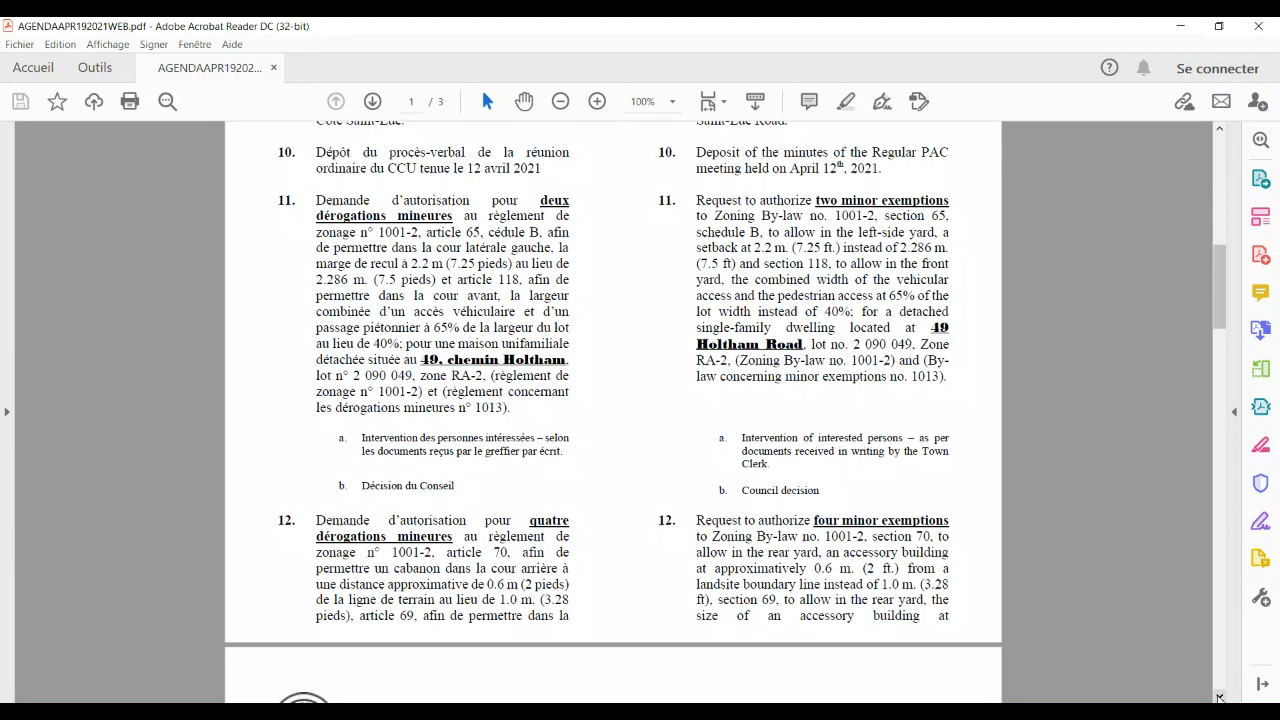 AGENDAAPR192021WEB.pdf - Adobe Acrobat Reader DC (32-bit)
Fichier Edition Affichage Signer Fenêtre Aide
Accueil Outils AGENDAAPR19202... × Se connecter
1 / 3 100%
Côte Saint-Luc.
10. Dépôt du procès-verbal de la réunion
ordinaire du CCU tenue le 12 avril 2021
11. Demande d’autorisation pour deux
dérogations mineures au règlement de
zonage n° 1001-2, article 65, cédule B, afin
de permettre dans la cour latérale gauche, la
marge de recul à 2.2 m (7.25 pieds) au lieu de
2.286 m. (7.5 pieds) et article 118, afin de
permettre dans la cour avant, la largeur
combinée d’un accès véhiculaire et d’un
passage piétonnier à 65% de la largeur du lot
au lieu de 40%; pour une maison unifamiliale
détachée située au 49, chemin Holtham,
lot n° 2 090 049, zone RA-2, (règlement de
zonage n° 1001-2) et (règlement concernant
les dérogations mineures n° 1013).
a. Intervention des personnes intéressées – selon
les documents reçus par le greffier par écrit.
b. Décision du Conseil
12. Demande d’autorisation pour quatre
dérogations mineures au règlement de
zonage n° 1001-2, article 70, afin de
permettre un cabanon dans la cour arrière à
une distance approximative de 0.6 m (2 pieds)
de la ligne de terrain au lieu de 1.0 m. (3.28
pieds), article 69, afin de permettre dans la
Saint-Luc Road.
10. Deposit of the minutes of the Regular PAC
meeting held on April 12th, 2021.
11. Request to authorize two minor exemptions
to Zoning By-law no. 1001-2, section 65,
schedule B, to allow in the left-side yard, a
setback at 2.2 m. (7.25 ft.) instead of 2.286 m.
(7.5 ft) and section 118, to allow in the front
yard, the combined width of the vehicular
access and the pedestrian access at 65% of the
lot width instead of 40%; for a detached
single-family dwelling located at 49
Holtham Road, lot no. 2 090 049, Zone
RA-2, (Zoning By-law no. 1001-2) and (By-
law concerning minor exemptions no. 1013).
a. Intervention of interested persons – as per
documents received in writing by the Town
Clerk.
b. Council decision
12. Request to authorize four minor exemptions
to Zoning By-law no. 1001-2, section 70, to
allow in the rear yard, an accessory building
at approximately 0.6 m. (2 ft.) from a
landsite boundary line instead of 1.0 m. (3.28
ft), section 69, to allow in the rear yard, the
size of an accessory building at